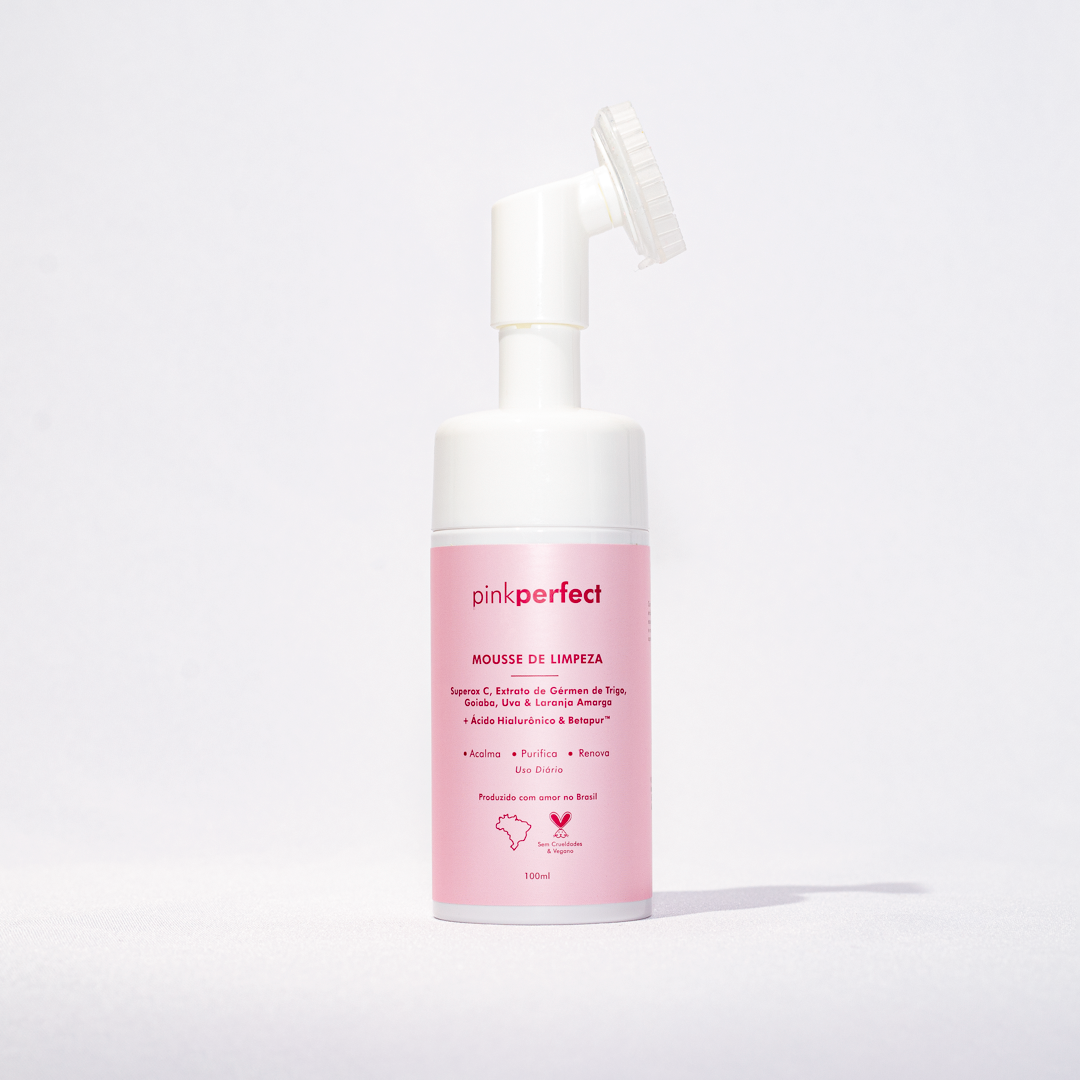 pinkperfect
MOUSSE DE LIMPEZA
Superox C, Extrato de Gérmen de Trigo,
Goiaba, Uva & Laranja Amarga
+ Ácido Hialurônico & Betapur™
• Acalma • Purifica • Renova
Uso Diário
Produzido com amor no Brasil
Sem Crueldades
& Vegano
100ml